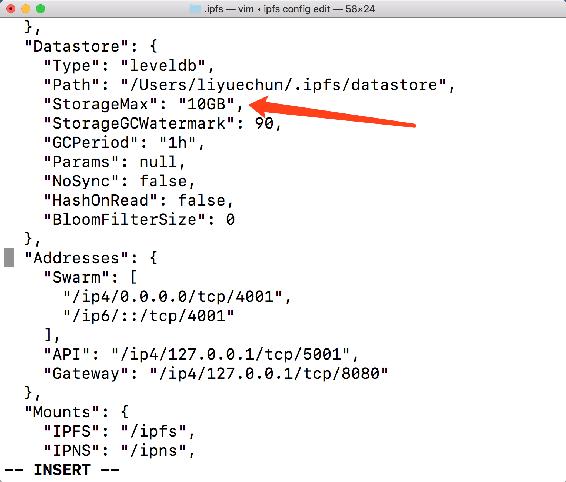 .ipfs — vim ‹ ipfs config edit — 58×24
},
"Datastore": {
"Type": "leveldb",
"Path": "/Users/liyuechun/.ipfs/datastore",
"StorageMax": "10GB",
"StorageGCWatermark": 90,
"GCPeriod": "1h",
"Params": null,
"NoSync": false,
"HashOnRead": false,
"BloomFilterSize": 0
},
"Addresses": {
"Swarm": [
"/ip4/0.0.0.0/tcp/4001",
"/ip6/::/tcp/4001"
],
"API": "/ip4/127.0.0.1/tcp/5001",
"Gateway": "/ip4/127.0.0.1/tcp/8080"
},
"Mounts": {
"IPFS": "/ipfs",
"IPNS": "/ipns",
-- INSERT --